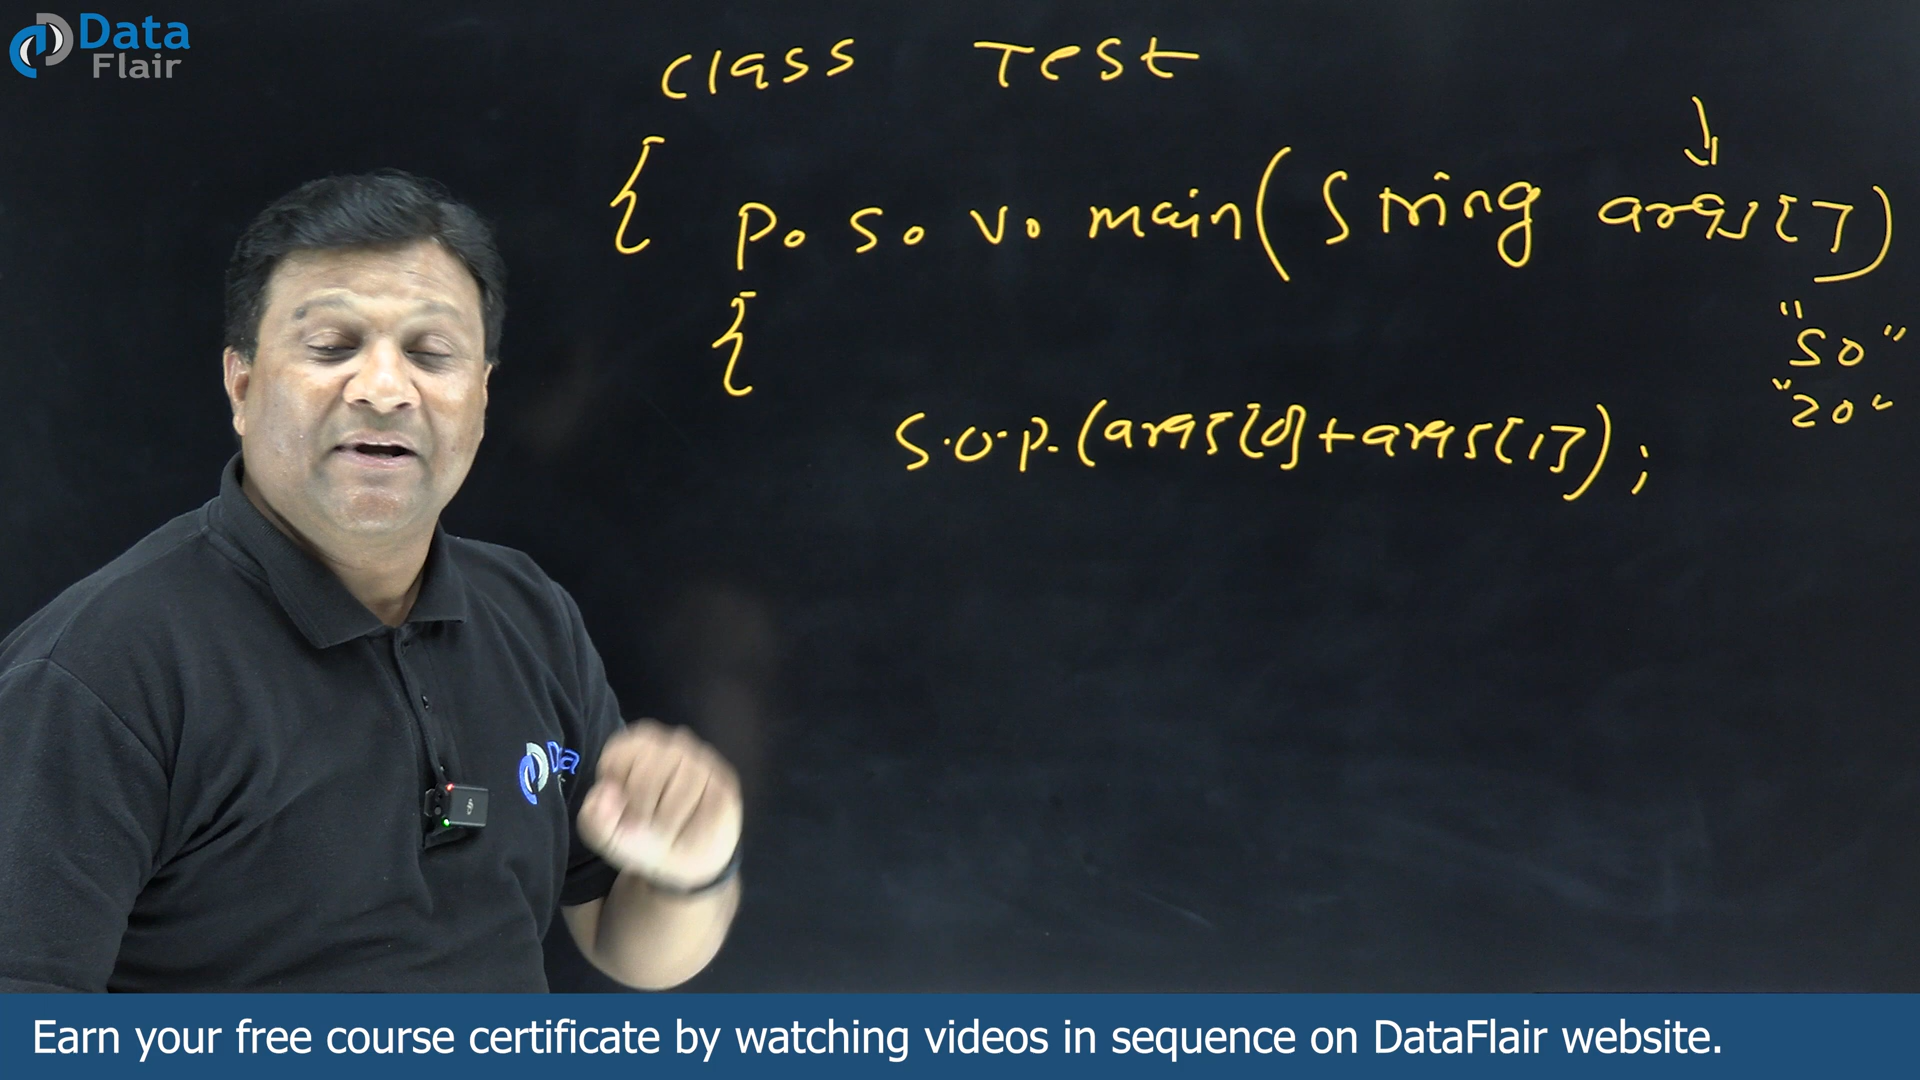 Data
Flair
class Test
{ p. s. v. main( String args[])
{
"50"
"20"
s.o.p.(args[0]+args[1]);
Data
Earn your free course certificate by watching videos in sequence on DataFlair website.